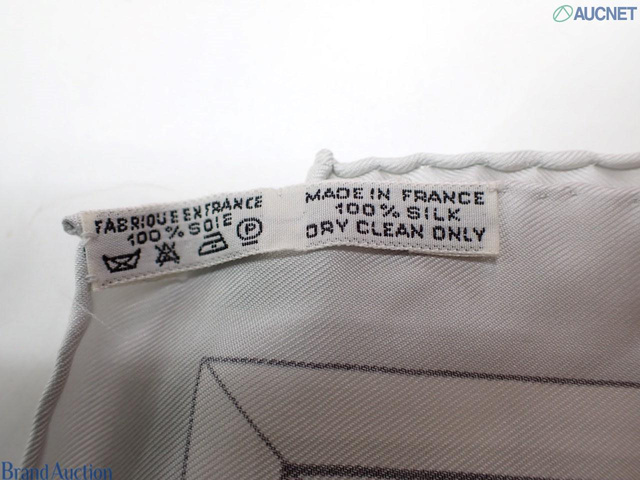 AUCNET
FABRIQUE EN FRANCE
100% SOIE
MADE IN FRANCE
100% SILK
DRY CLEAN ONLY
Brand Auction